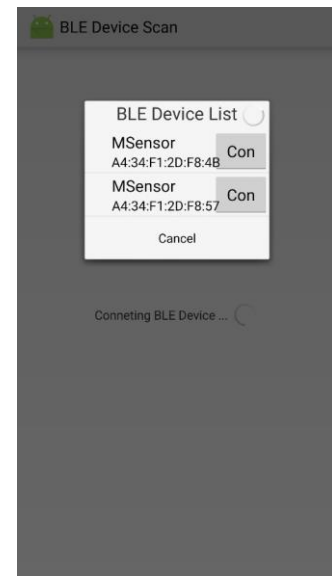 BLE Device Scan
BLE Device List
MSensor
A4:34:F1:2D:F8:4B
Con
MSensor
A4:34:F1:2D:F8:57
Con
Cancel
Conneting BLE Device ...